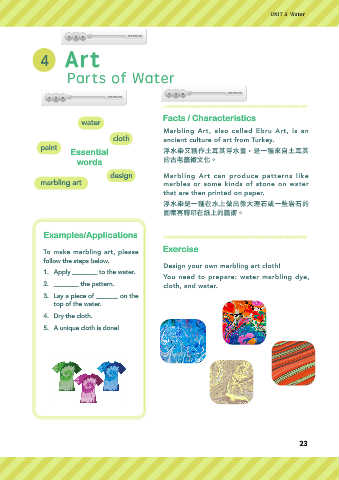 UNIT 8 Water
4 Art
Parts of Water
water
cloth
paint
Essential
words
design
marbling art
Facts / Characteristics
Marbling Art, also called Ebru Art, is an
ancient culture of art from Turkey.
浮水染又稱作土耳其浮水畫,是一種來自土耳其
的古老藝術文化。
Marbling Art can produce patterns like
marbles or some kinds of stone on water
that are then printed on paper.
浮水染是一種在水上做出像大理石或一些岩石的
圖案再轉印在紙上的藝術。
Examples/Applications
To make marbling art, please
follow the steps below.
1. Apply _______ to the water.
2. _______ the pattern.
3. Lay a piece of ______ on the
top of the water.
4. Dry the cloth.
5. A unique cloth is done!
Exercise
Design your own marbling art cloth!
You need to prepare: water marbling dye,
cloth, and water.
23